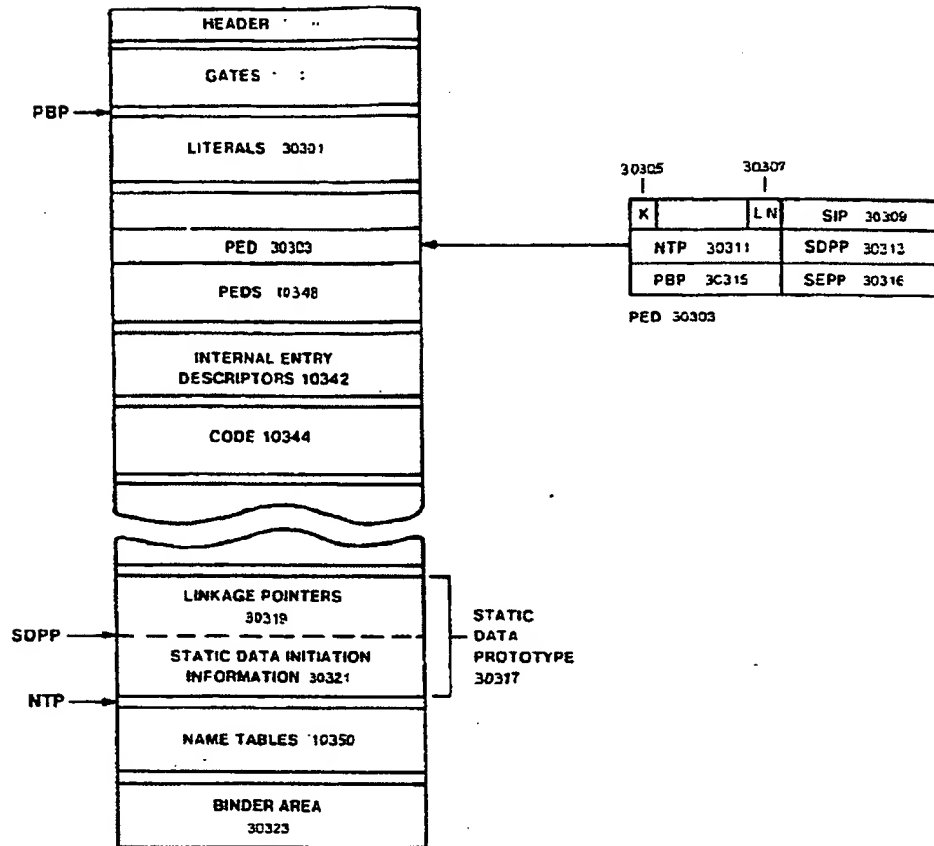 HEADER
GATES
PBP
LITERALS 30301
30305 30307
K LN SIP 30309
PED 30303
NTP 30311 SDPP 30313
PEDS 10348
PBP 30315 SEPP 30316
PED 30303
INTERNAL ENTRY
DESCRIPTORS 10342
CODE 10344
LINKAGE POINTERS
30319
SDPP
STATIC DATA INITIATION
INFORMATION 30321
STATIC
DATA
PROTOTYPE
30317
NTP
NAME TABLES 10350
BINDER AREA
30323